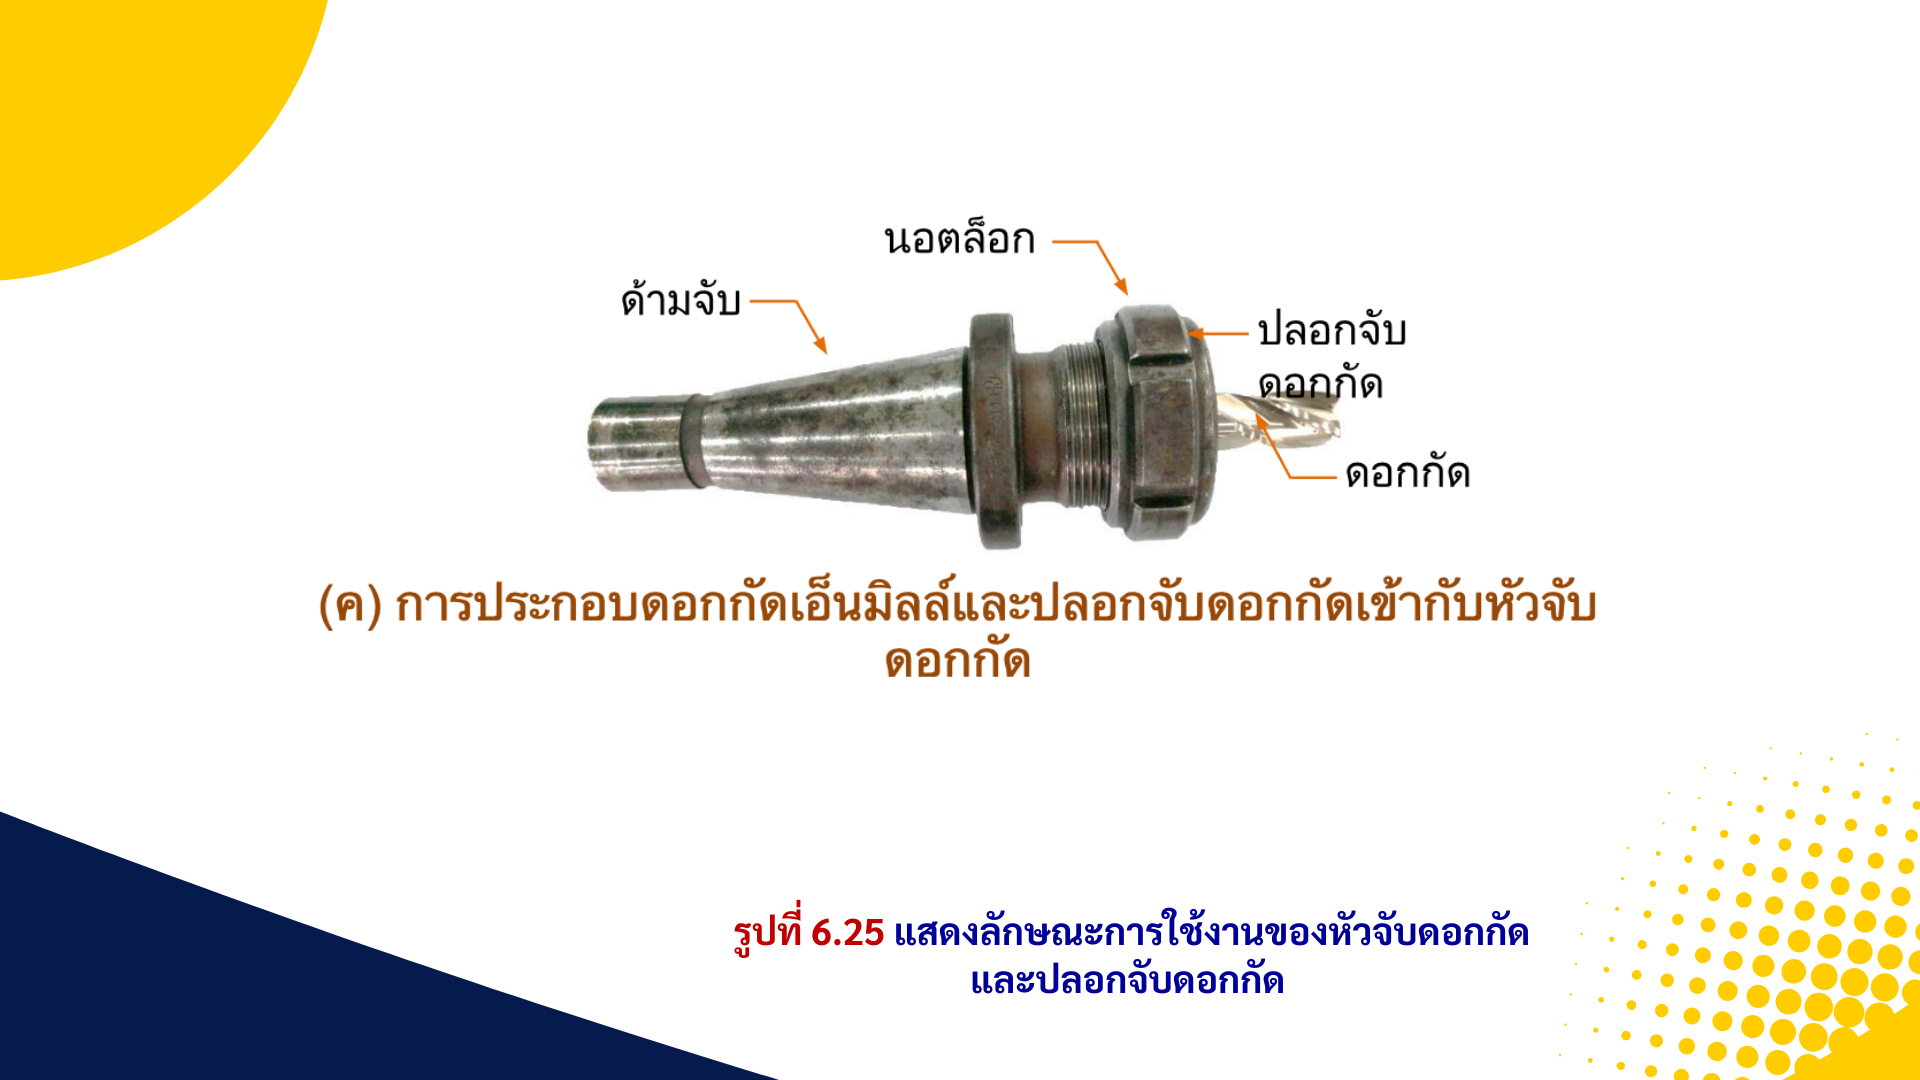 นอตล็อก
ด้ามจับ
ปลอกจับ
ดอกกัด
ดอกกัด
(ค) การประกอบดอกกัดเอ็นมิลล์และปลอกจับดอกกัดเข้ากับหัวจับ
ดอกกัด
รูปที่ 6.25 แสดงลักษณะการใช้งานของหัวจับดอกกัด
และปลอกจับดอกกัด